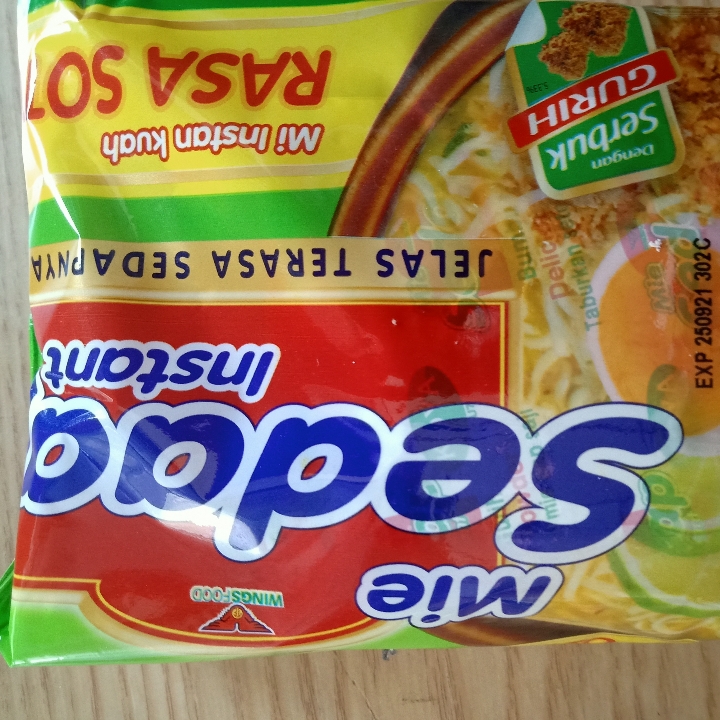 WINGSFOOD
Mie
Sedaa
Instant
JELAS TERASA SEDAPNYA
Mi Instan kuah
RASA SOT
Dengan
Serbuk
GURIH
EXP 250921 302C